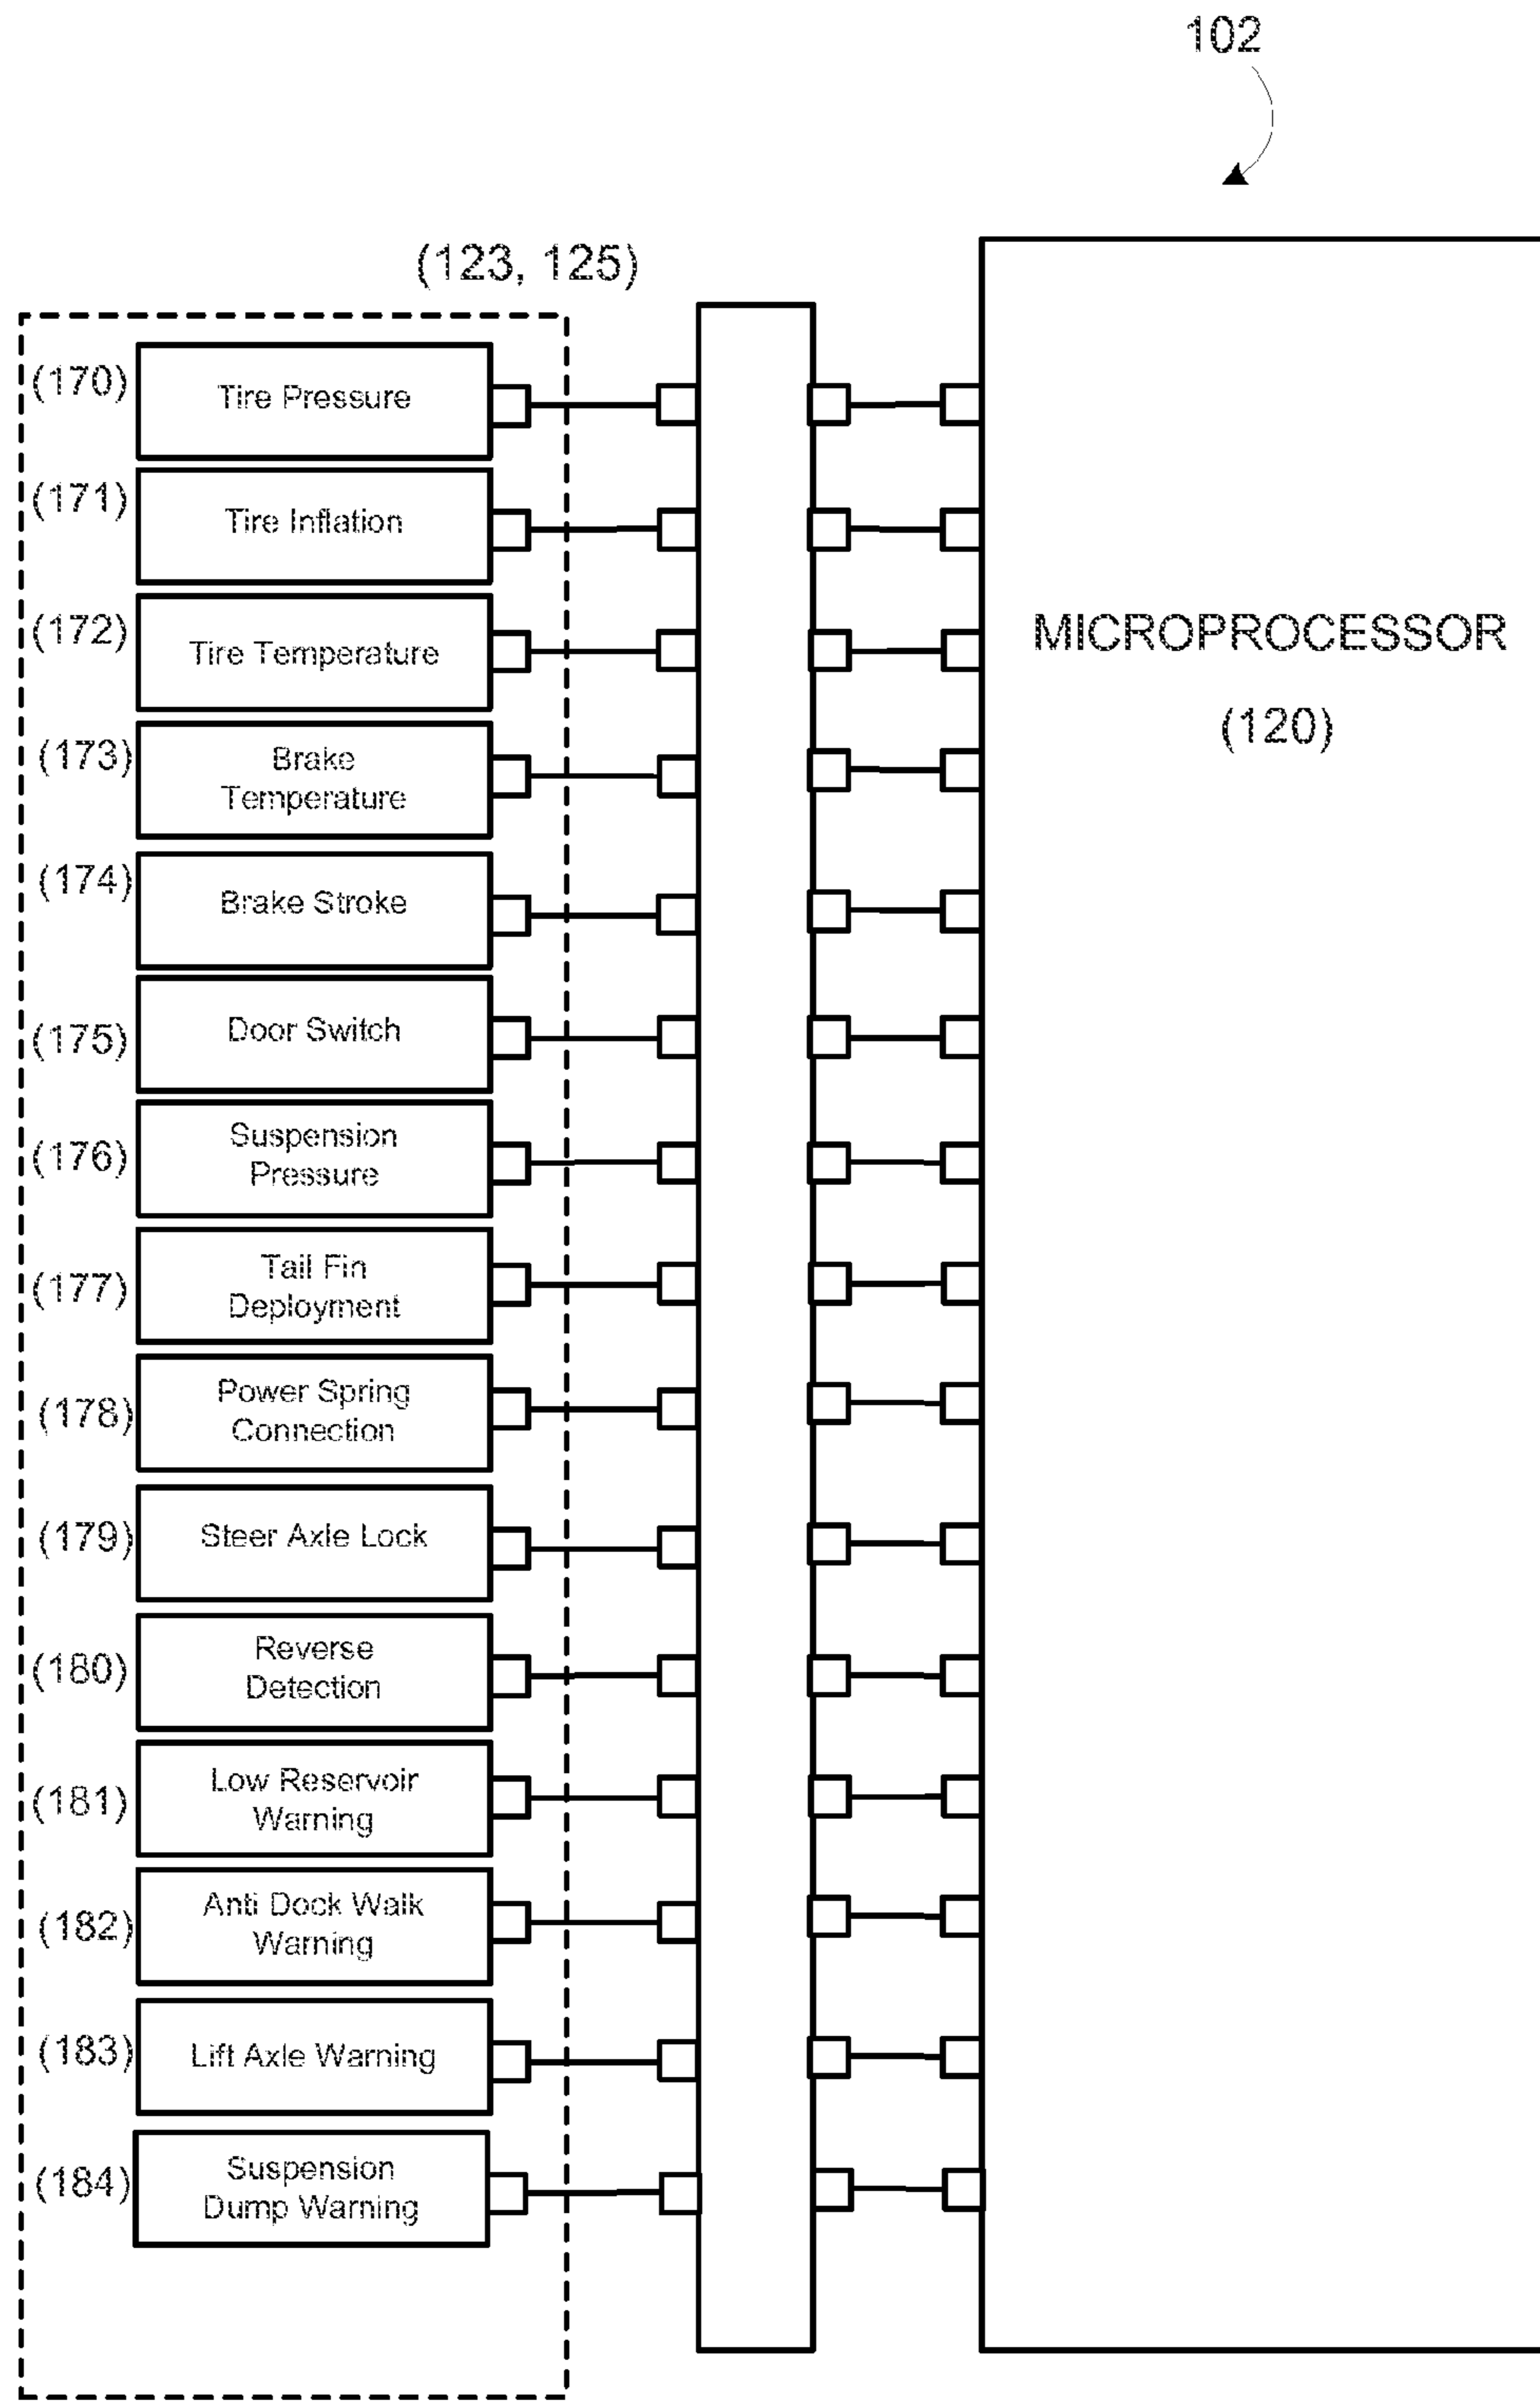 102
(123, 125)
(170)
Tire Pressure
(171)
Tire Inflation
(172)
Tire Temperature
MICROPROCESSOR
(120)
(173)
Brake
Temperature
(174)
Brake Stroke
(175)
Door Switch
(176)
Suspension
Pressure
(177)
Tail Fin
Deployment
(178)
Power Spring
Connection
(179)
Steer Axle Lock
(180)
Reverse
Detection
(181)
Low Reservoir
Warning
(182)
Anti Dock Walk
Warning
(183)
Lift Axle Warning
(184)
Suspension
Dump Warning